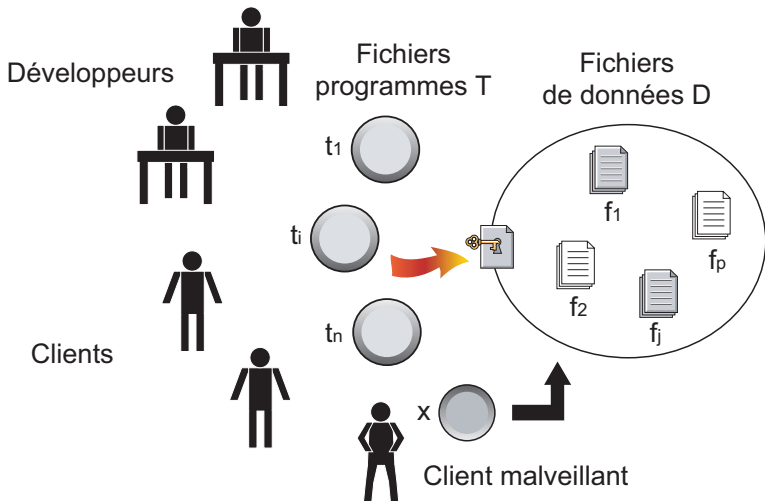 Développeurs
Fichiers
programmes T
Fichiers
de données D
t1
ti
tn
f1
fp
f2
fj
Clients
x
Client malveillant